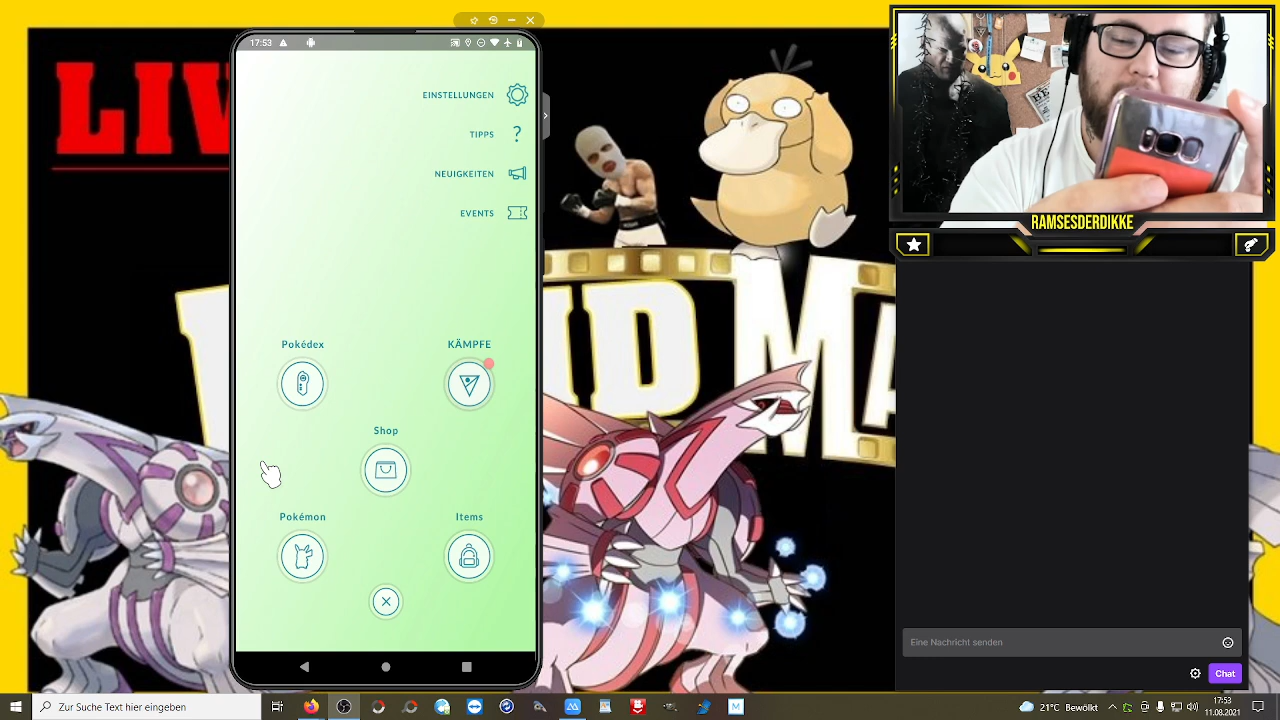 LIV
17:53
EINSTELLUNGEN
TIPPS
?
NEUIGKEITEN
EVENTS
Pokédex
KÄMPFE
Shop
Pokémon
Items
RAMSESDERDIKKE
Eine Nachricht senden
Chat
Zur Suche Text hier eingeben
M
21°C Bewölkt
17:53
11.08.2021